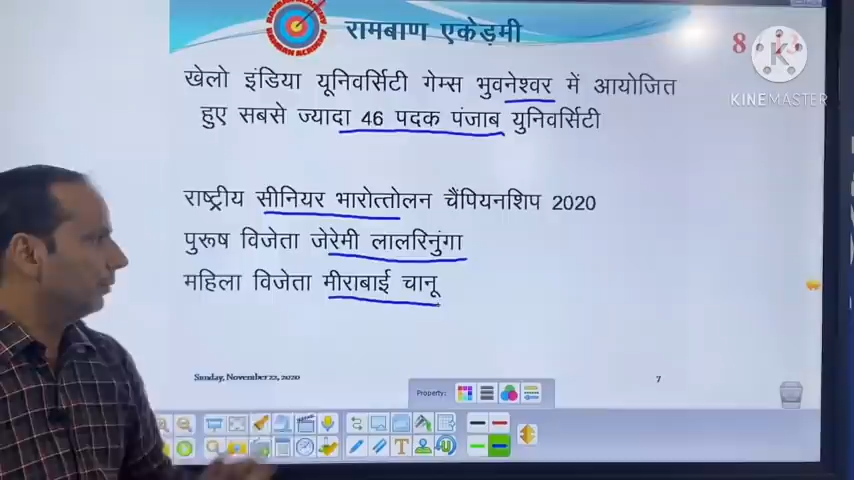 रामबाण एकेड़मी
8
KINEMASTER
खेलो इंडिया यूनिवर्सिटी गेम्स भुवनेश्वर में आयोजित
हुए सबसे ज्यादा 46 पदक पंजाब युनिवर्सिटी
राष्ट्रीय सीनियर भारोत्तोलन चैंपियनशिप 2020
पुरूष विजेता जेरेमी लालरिनुंगा
महिला विजेता मीराबाई चानू
Sunday, November 22, 2020
7
Property: